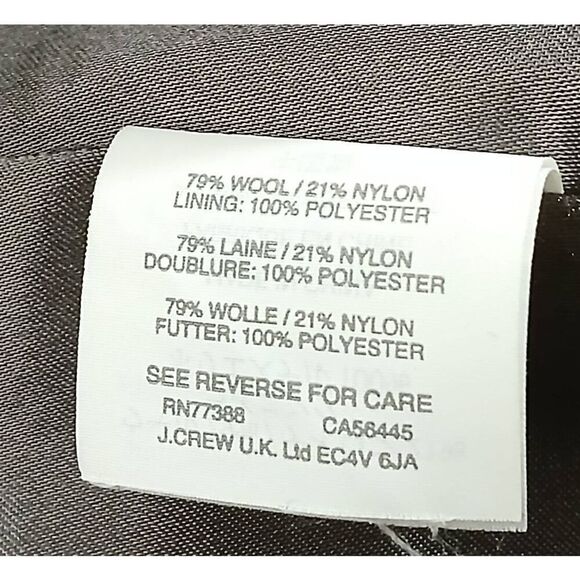 79% WOOL / 21% NYLON
LINING: 100% POLYESTER
79% LAINE / 21% NYLON
DOUBLURE: 100% POLYESTER
79% WOLLE / 21% NYLON
FUTTER: 100% POLYESTER
SEE REVERSE FOR CARE
RN77388 CA56445
J.CREW U.K. Ltd EC4V 6JA